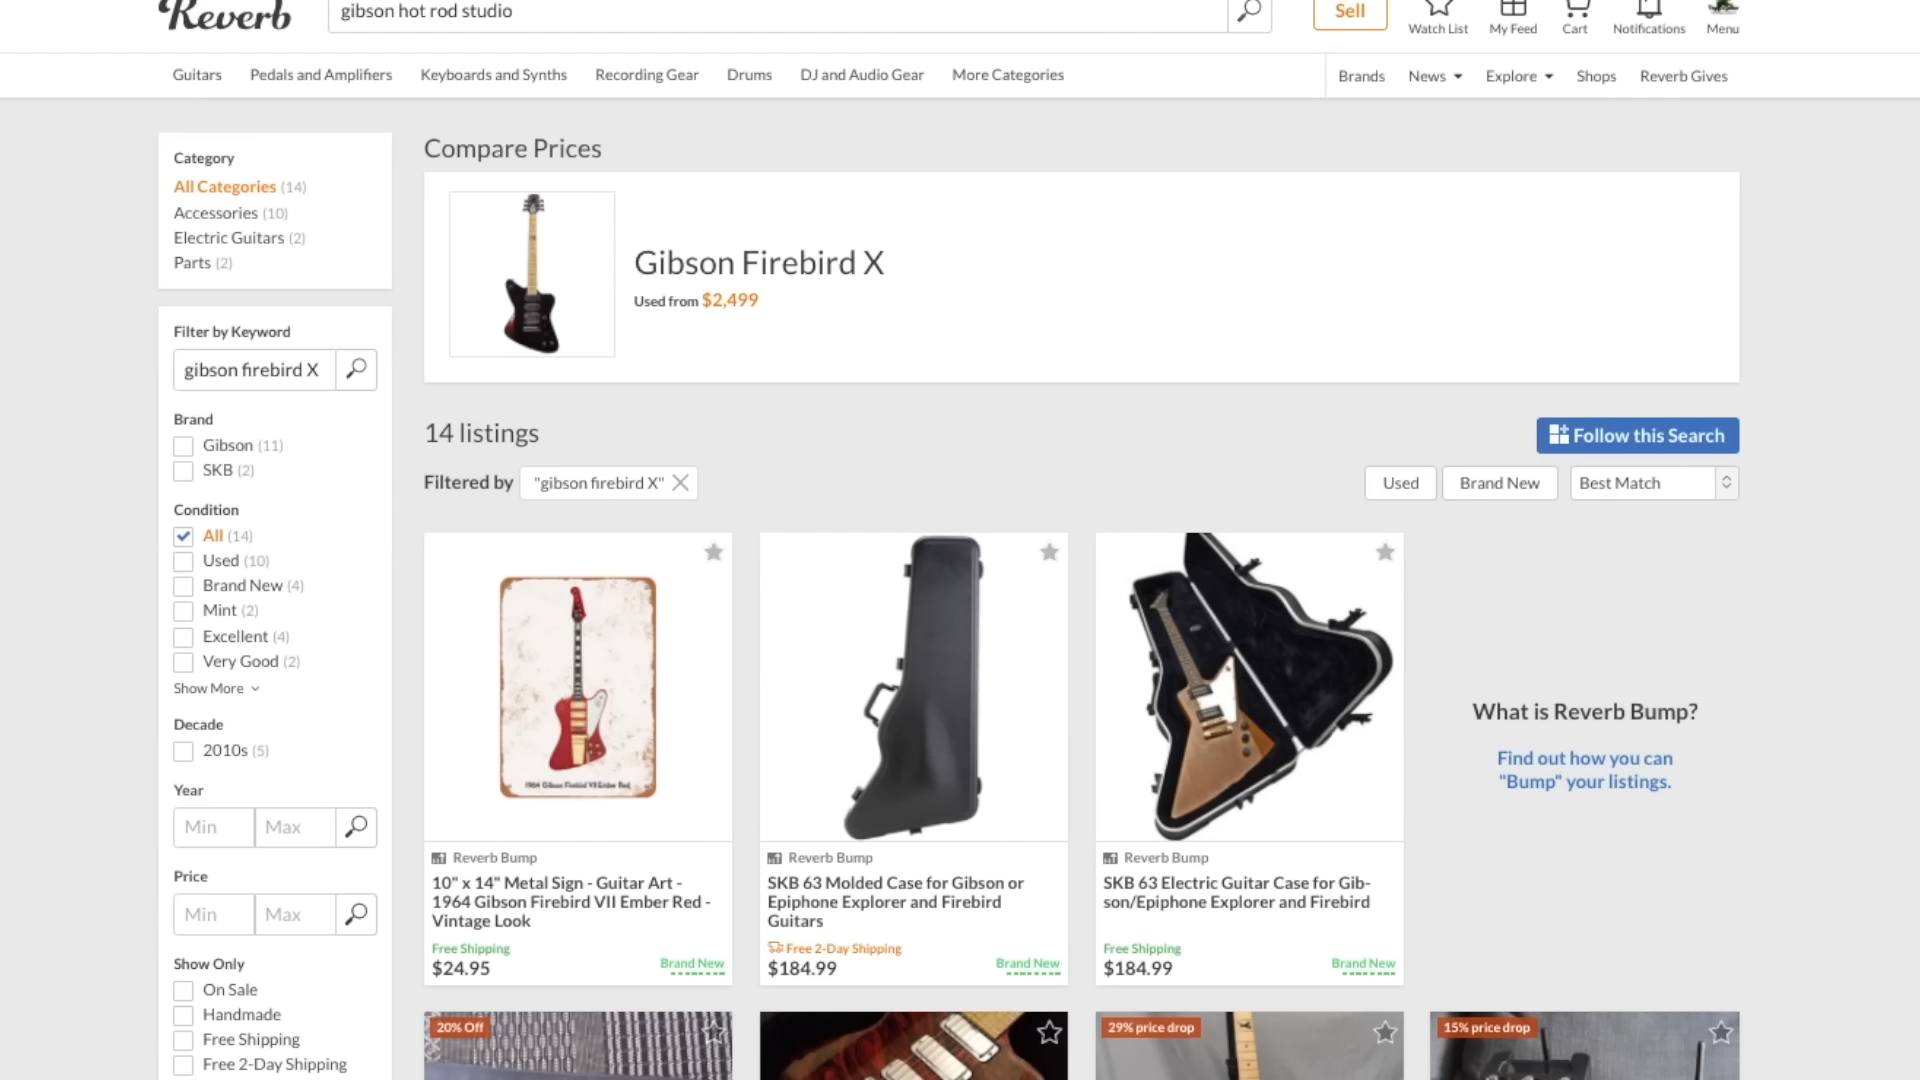 Reverb
gibson hot rod studio
Sell
Watch List
My Feed
Cart
Notifications
Menu
Guitars
Pedals and Amplifiers
Keyboards and Synths
Recording Gear
Drums
DJ and Audio Gear
More Categories
Brands
News
Explore
Shops
Reverb Gives
Category
All Categories (14)
Accessories (10)
Electric Guitars (2)
Parts (2)
Filter by Keyword
gibson firebird X
Brand
Gibson (11)
SKB (2)
Condition
All (14)
Used (10)
Brand New (4)
Mint (2)
Excellent (4)
Very Good (2)
Show More
Decade
2010s (5)
Year
Min
Max
Price
Min
Max
Show Only
On Sale
Handmade
Free Shipping
Free 2-Day Shipping
Compare Prices
Gibson Firebird X
Used from $2,499
14 listings
Follow this Search
Filtered by
"gibson firebird X"
Used
Brand New
Best Match
1964 Gibson Firebird VII Ember Red
Reverb Bump
10" x 14" Metal Sign - Guitar Art -
1964 Gibson Firebird VII Ember Red -
Vintage Look
Free Shipping
$24.95
Brand New
Reverb Bump
SKB 63 Molded Case for Gibson or
Epiphone Explorer and Firebird
Guitars
Free 2-Day Shipping
$184.99
Brand New
Reverb Bump
SKB 63 Electric Guitar Case for Gib-
son/Epiphone Explorer and Firebird
Free Shipping
$184.99
Brand New
What is Reverb Bump?
Find out how you can
"Bump" your listings.
20% Off
29% price drop
15% price drop